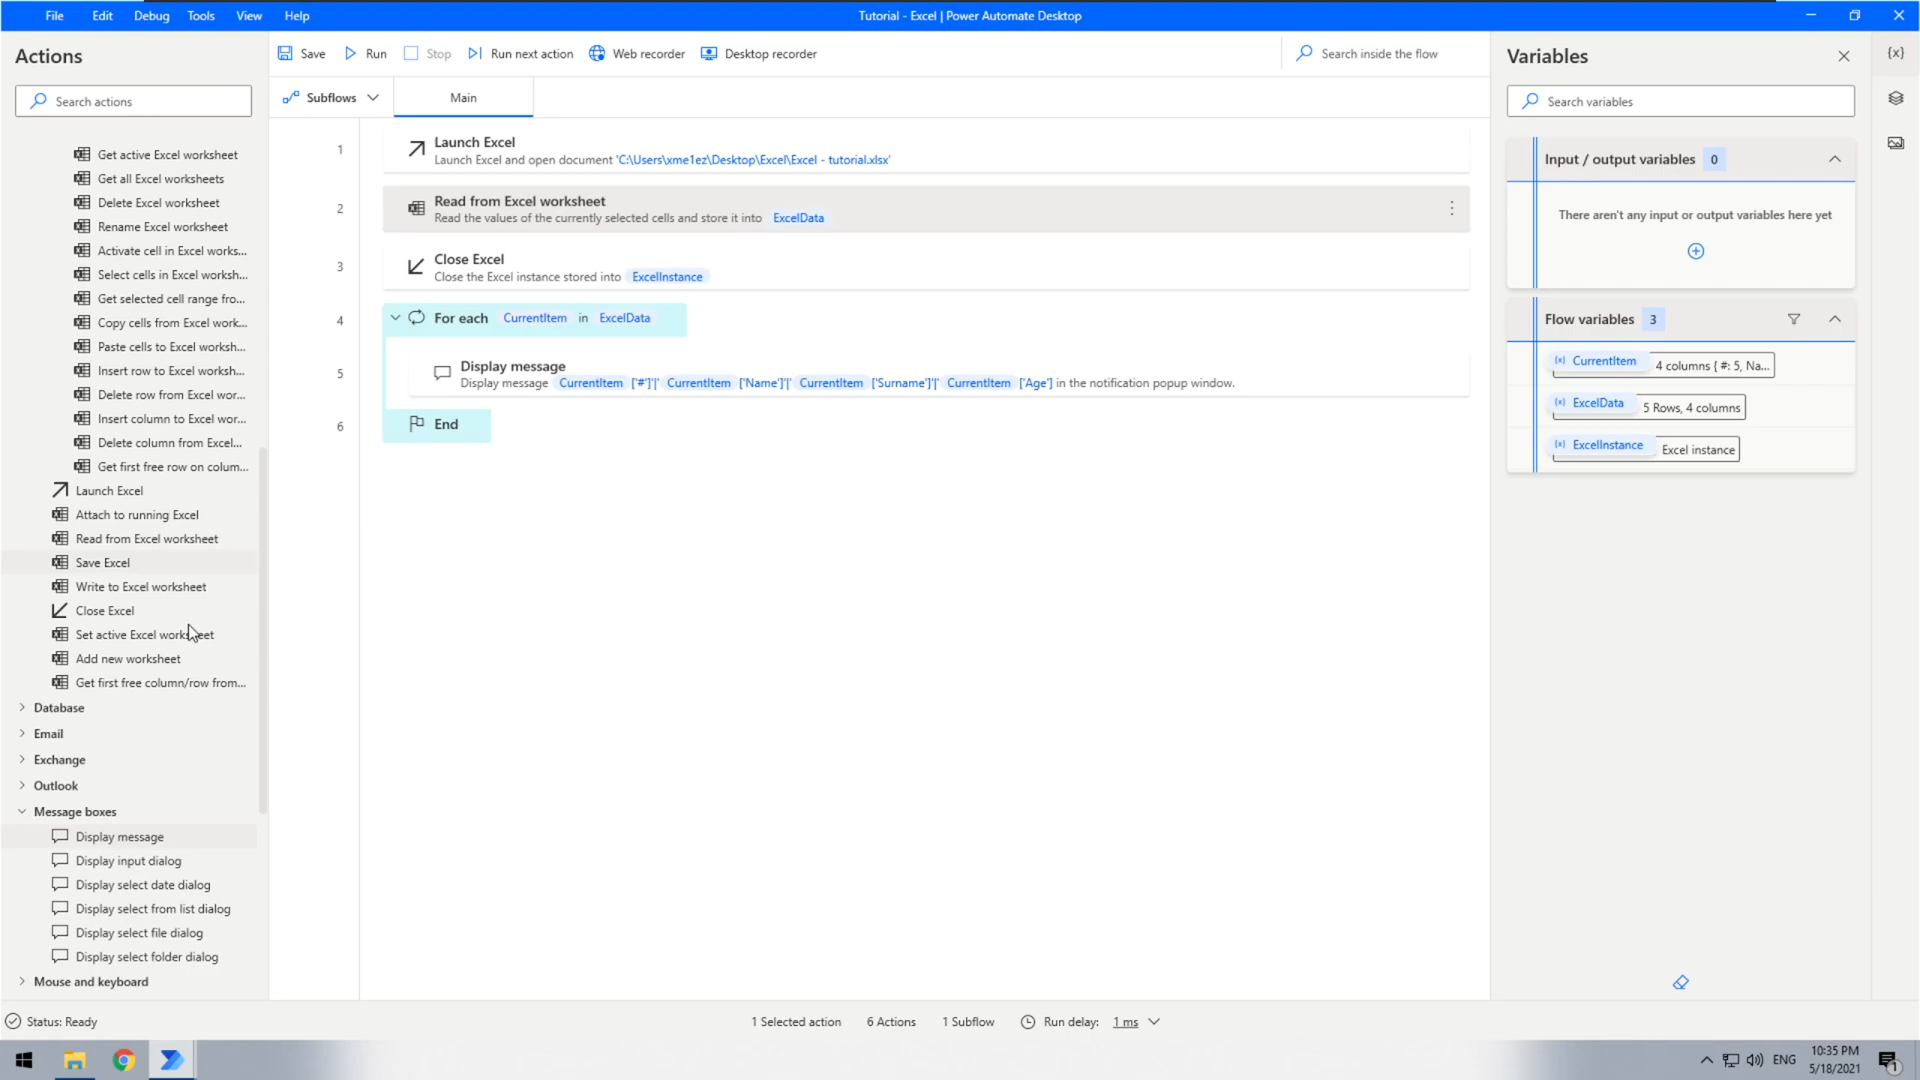 File Edit Debug Tools View Help
Tutorial - Excel | Power Automate Desktop
Actions
Search actions
Get active Excel worksheet
Get all Excel worksheets
Delete Excel worksheet
Rename Excel worksheet
Activate cell in Excel works...
Select cells in Excel worksh...
Get selected cell range fro...
Copy cells from Excel work...
Paste cells to Excel worksh...
Insert row to Excel worksh...
Delete row from Excel wor...
Insert column to Excel wor...
Delete column from Excel...
Get first free row on colum...
Launch Excel
Attach to running Excel
Read from Excel worksheet
Save Excel
Write to Excel worksheet
Close Excel
Set active Excel worksheet
Add new worksheet
Get first free column/row from...
Database
Email
Exchange
Outlook
Message boxes
Display message
Display input dialog
Display select date dialog
Display select from list dialog
Display select file dialog
Display select folder dialog
Mouse and keyboard
Save Run Stop Run next action Web recorder Desktop recorder
Search inside the flow
Subflows Main
1 Launch Excel
Launch Excel and open document 'C:\Users\xme1ez\Desktop\Excel\Excel - tutorial.xlsx'
2 Read from Excel worksheet
Read the values of the currently selected cells and store it into ExcelData
3 Close Excel
Close the Excel instance stored into ExcelInstance
4 For each CurrentItem in ExcelData
5 Display message
Display message CurrentItem ['#']'|' CurrentItem ['Name']'|' CurrentItem ['Surname']'|' CurrentItem ['Age'] in the notification popup window.
6 End
Variables
{x}
Search variables
Input / output variables 0
There aren't any input or output variables here yet
Flow variables 3
{x} CurrentItem 4 columns { #: 5, Na...
{x} ExcelData 5 Rows, 4 columns
{x} ExcelInstance Excel instance
Status: Ready
1 Selected action 6 Actions 1 Subflow Run delay: 1 ms
ENG
10:35 PM
5/18/2021
1